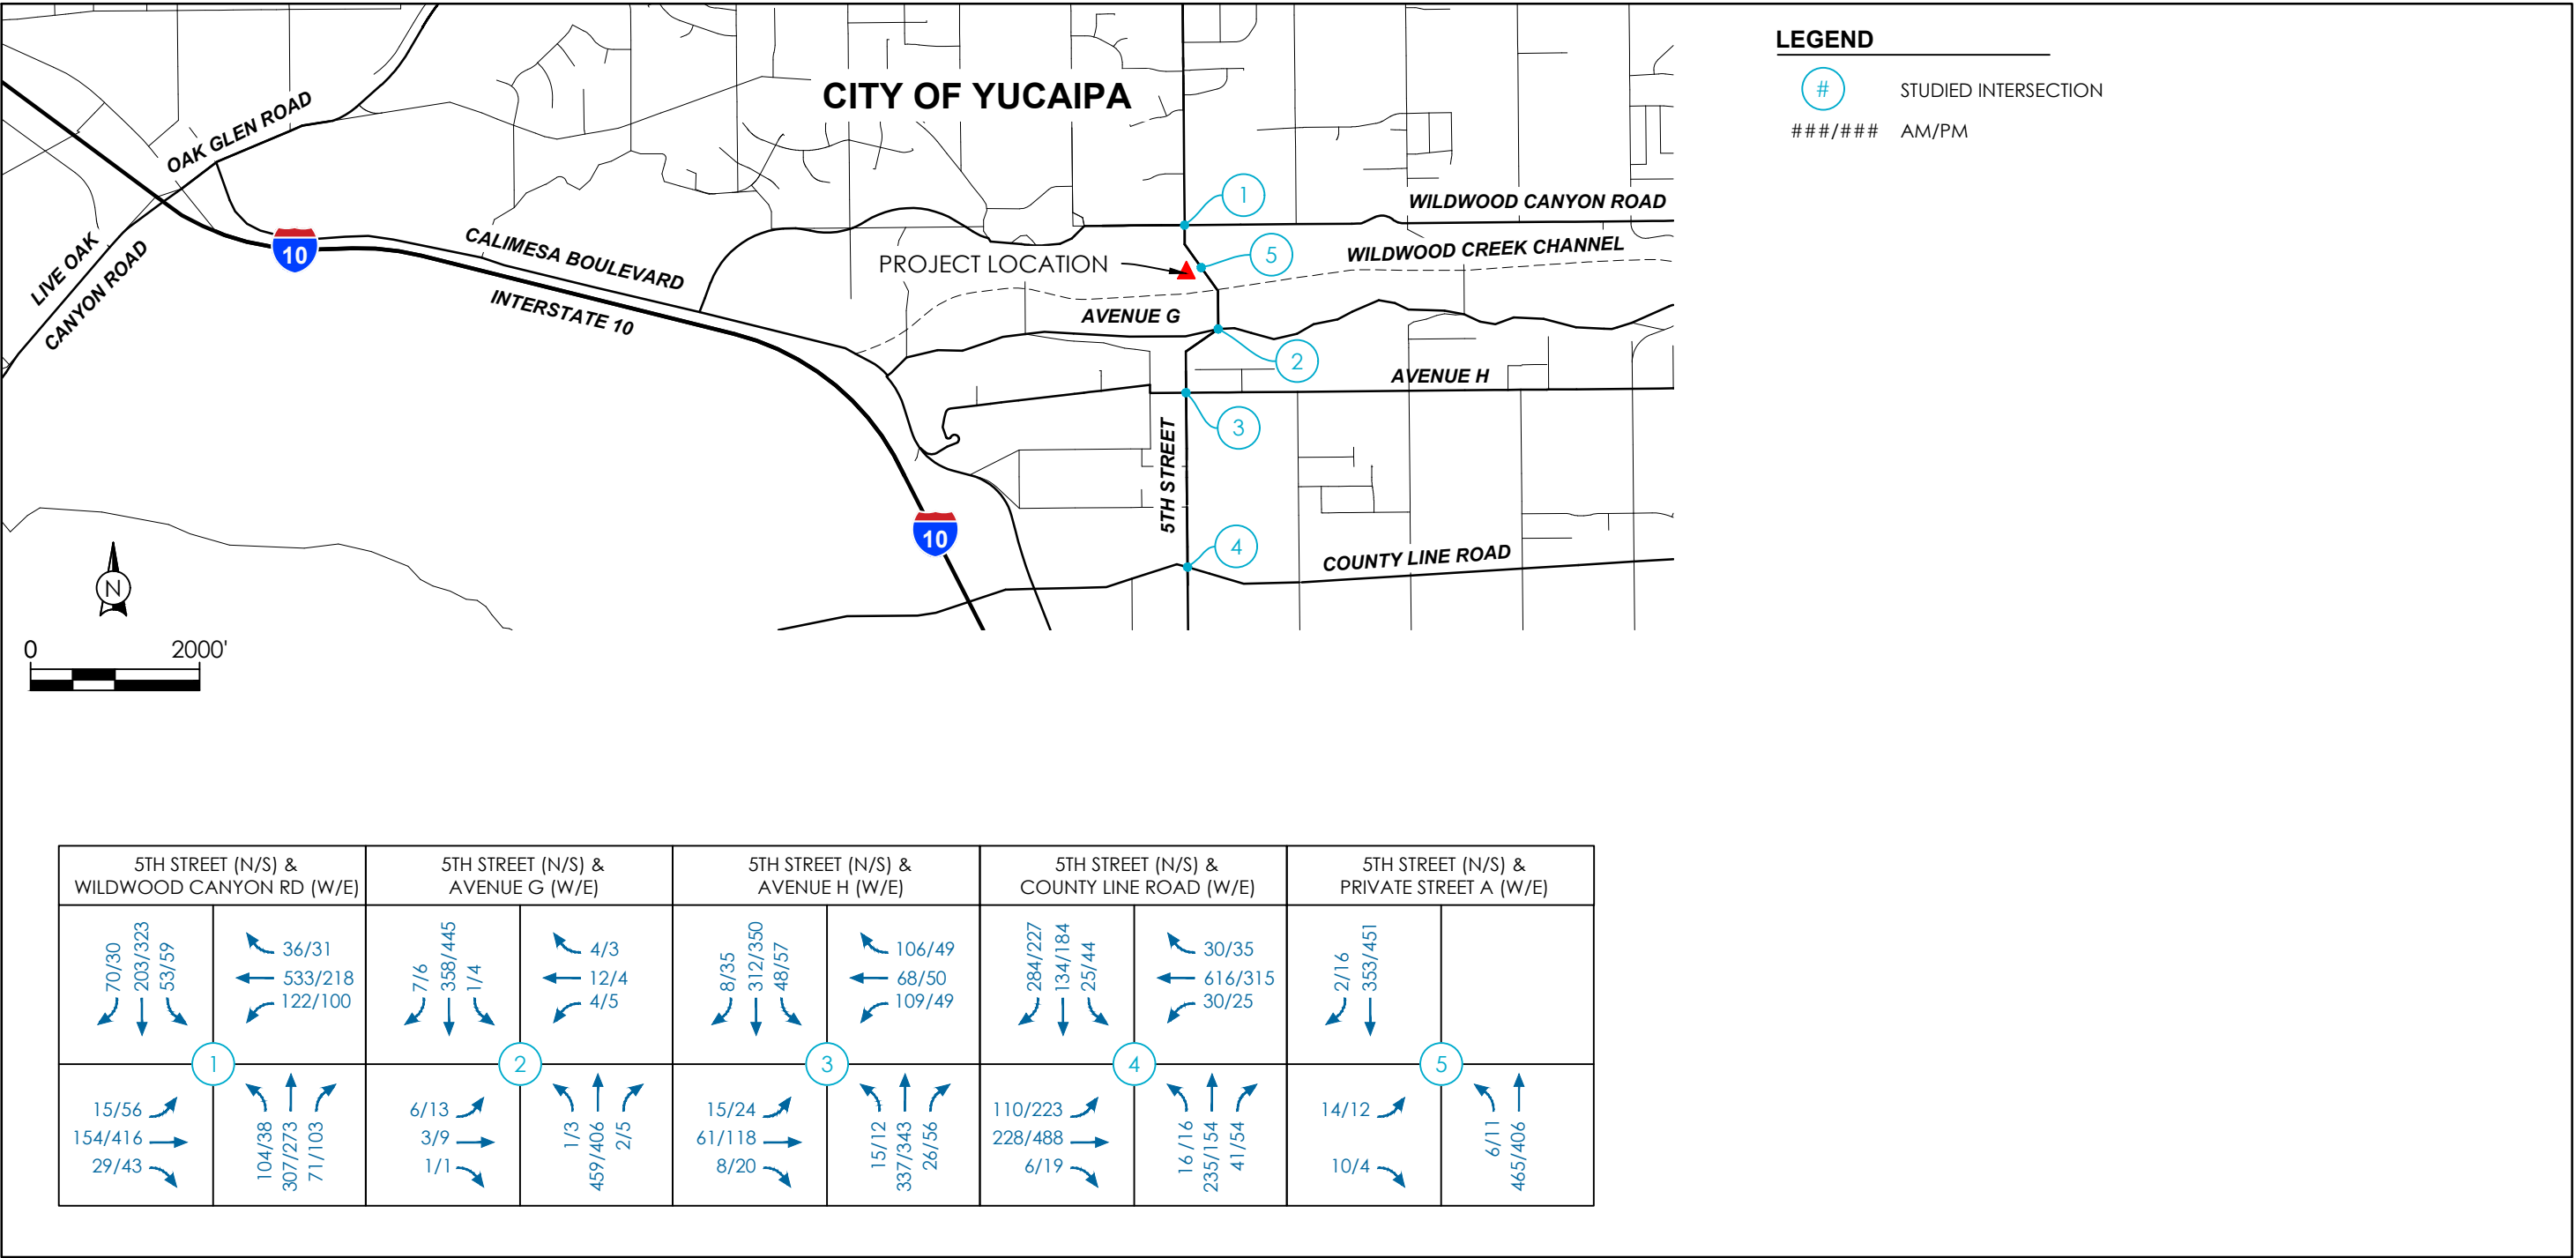 CITY OF YUCAIPA
OAK GLEN ROAD
LIVE OAK
CANYON ROAD
10
CALIMESA BOULEVARD
INTERSTATE 10
PROJECT LOCATION
1
WILDWOOD CANYON ROAD
5
WILDWOOD CREEK CHANNEL
AVENUE G
2
AVENUE H
3
5TH STREET
10
4
COUNTY LINE ROAD
N
0 2000'
LEGEND
# STUDIED INTERSECTION
###/### AM/PM
5TH STREET (N/S) &
WILDWOOD CANYON RD (W/E)
70/30
203/323
53/59
36/31
533/218
122/100
1
15/56
154/416
29/43
104/38
307/273
71/103
5TH STREET (N/S) &
AVENUE G (W/E)
7/6
358/445
1/4
4/3
12/4
4/5
2
6/13
3/9
1/1
1/3
459/406
2/5
5TH STREET (N/S) &
AVENUE H (W/E)
8/35
312/350
48/57
106/49
68/50
109/49
3
15/24
61/118
8/20
15/12
337/343
26/56
5TH STREET (N/S) &
COUNTY LINE ROAD (W/E)
284/227
134/184
25/44
30/35
616/315
30/25
4
110/223
228/488
6/19
16/16
235/154
41/54
5TH STREET (N/S) &
PRIVATE STREET A (W/E)
2/16
353/451
5
14/12
10/4
6/11
465/406